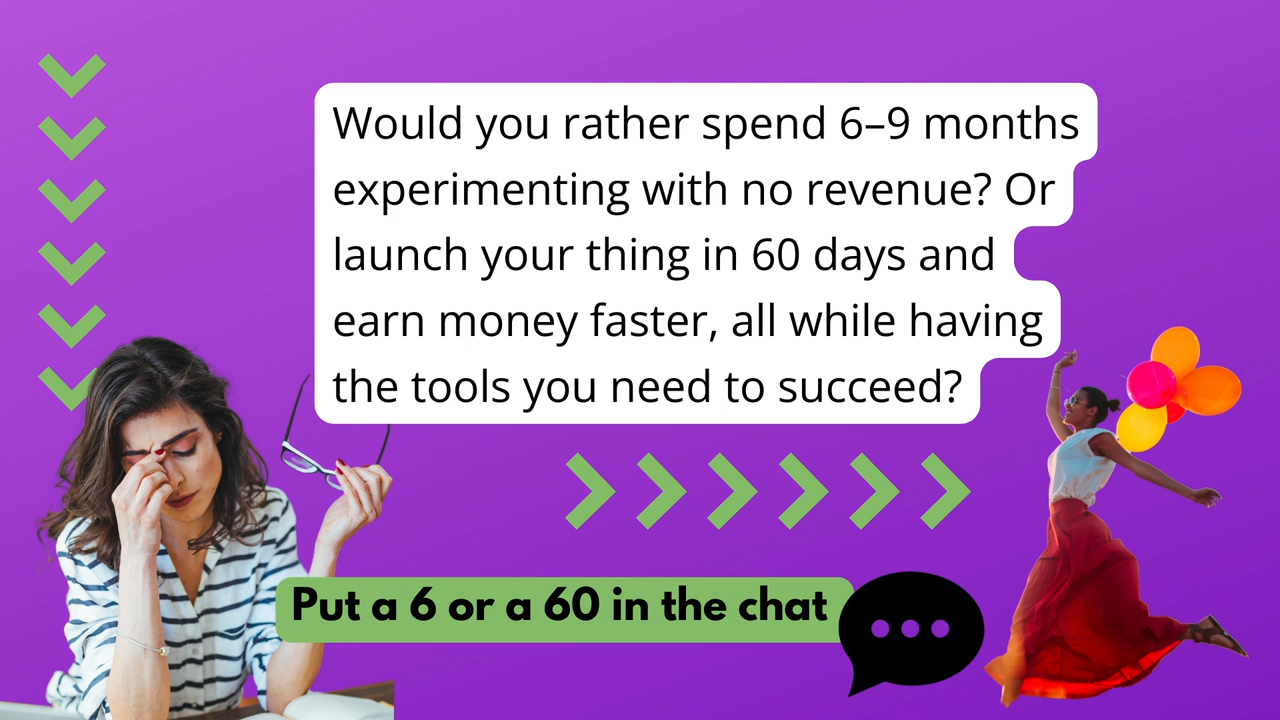 Would you rather spend 6–9 months
experimenting with no revenue? Or
launch your thing in 60 days and
earn money faster, all while having
the tools you need to succeed?
Put a 6 or a 60 in the chat